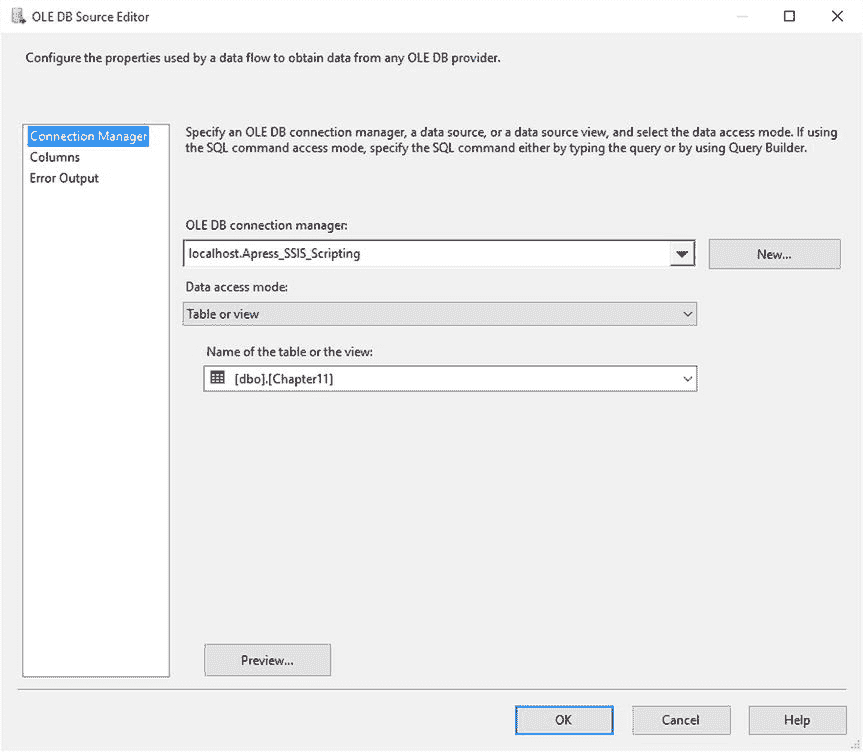 OLE DB Source Editor
Configure the properties used by a data flow to obtain data from any OLE DB provider.
Connection Manager
Columns
Error Output
Specify an OLE DB connection manager, a data source, or a data source view, and select the data access mode. If using
the SQL command access mode, specify the SQL command either by typing the query or by using Query Builder.
OLE DB connection manager:
localhost.Apress_SSIS_Scripting
New...
Data access mode:
Table or view
Name of the table or the view:
[dbo].[Chapter11]
Preview...
OK
Cancel
Help